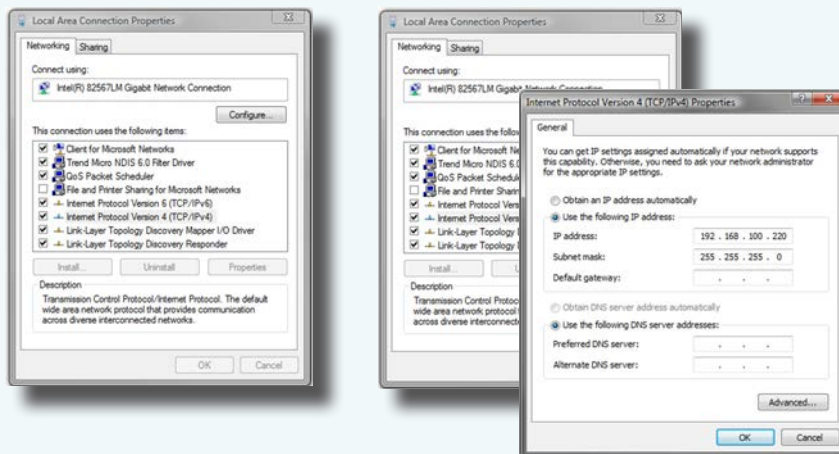 Local Area Connection Properties
Networking
Sharing
Connect using:
Intel(R) 82567LM Gigabit Network Connection
Configure...
This connection uses the following items:
Client for Microsoft Networks
Trend Micro NDIS 6.0 Filter Driver
QoS Packet Scheduler
File and Printer Sharing for Microsoft Networks
Internet Protocol Version 6 (TCP/IPv6)
Internet Protocol Version 4 (TCP/IPv4)
Link-Layer Topology Discovery Mapper I/O Driver
Link-Layer Topology Discovery Responder
Install...
Uninstall
Properties
Description
Transmission Control Protocol/Internet Protocol. The default
wide area network protocol that provides communication
across diverse interconnected networks.
OK
Cancel
Local Area Connection Properties
Networking
Sharing
Connect using:
Intel(R) 82567LM Gigabit Network Connection
This connection uses the follow
Client for Microsoft Ne
Trend Micro NDIS 6.0
QoS Packet Schedul
File and Printer Sharin
Internet Protocol Vers
Internet Protocol Vers
Link-Layer Topology
Link-Layer Topology
Install...
Description
Transmission Control Protoco
wide area network protocol
across diverse interconnect
Internet Protocol Version 4 (TCP/IPv4) Properties
General
You can get IP settings assigned automatically if your network supports
this capability. Otherwise, you need to ask your network administrator
for the appropriate IP settings.
Obtain an IP address automatically
Use the following IP address:
IP address: 192 . 168 . 100 . 220
Subnet mask: 255 . 255 . 255 . 0
Default gateway: . . .
Obtain DNS server address automatically
Use the following DNS server addresses:
Preferred DNS server: . . .
Alternate DNS server: . . .
Advanced...
OK
Cancel